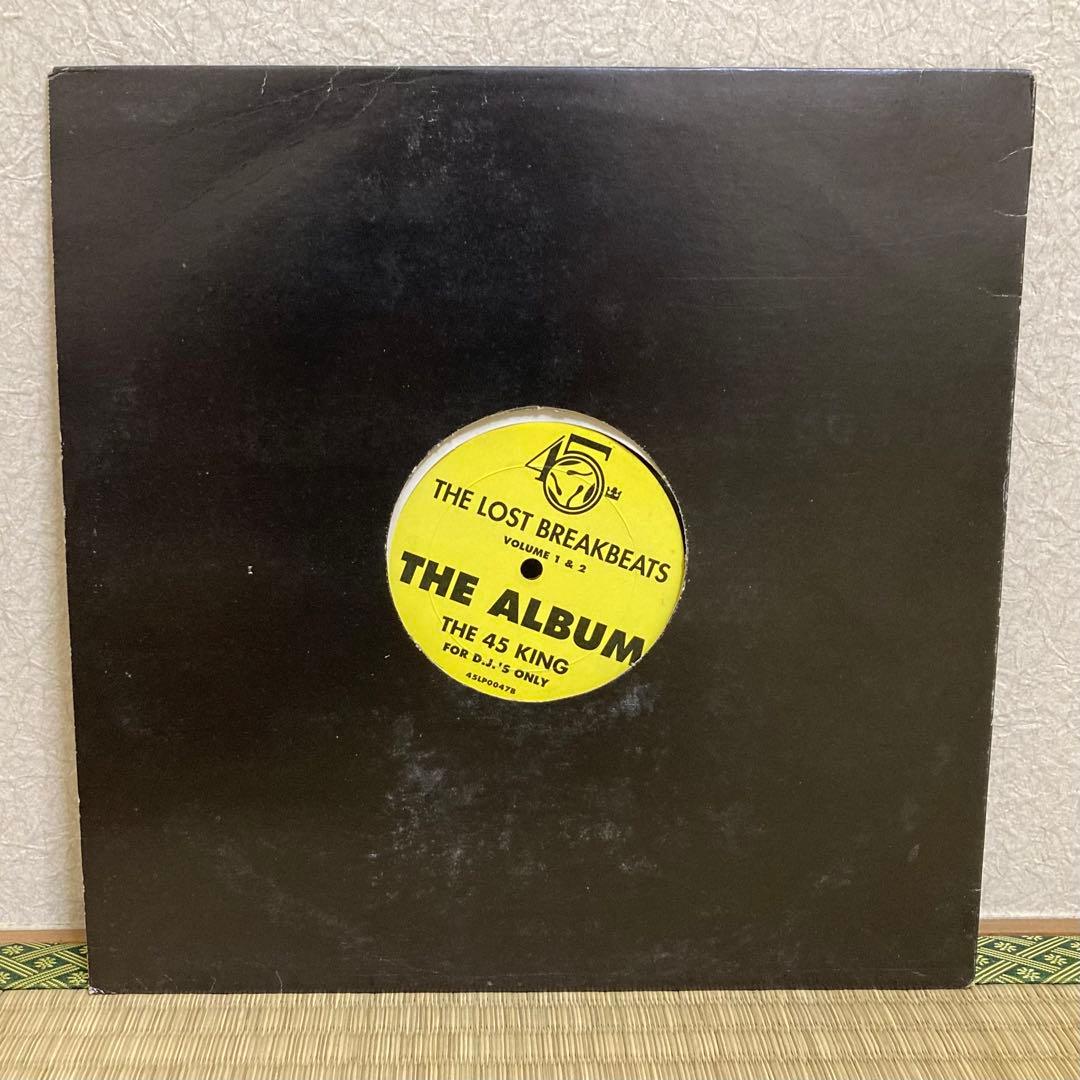 45
THE LOST BREAKBEATS
VOLUME 1 & 2
THE ALBUM
THE 45 KING
FOR D.J.'S ONLY
45LP0047B